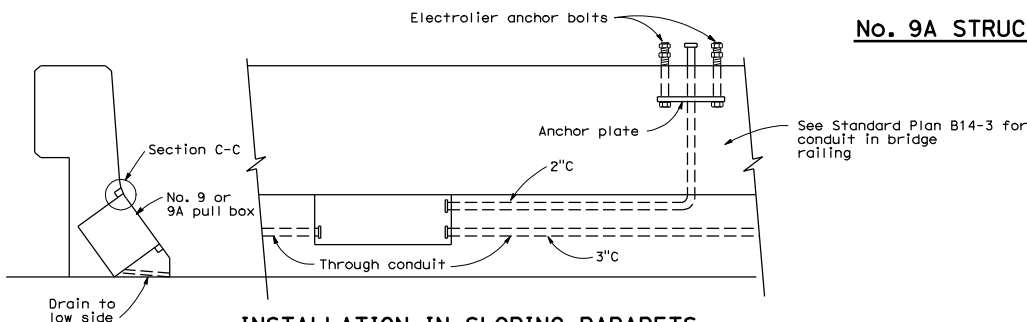 Electrolier anchor bolts
No. 9A STRUC
Anchor plate
See Standard Plan B14-3 for
conduit in bridge
railing
Section C-C
2"C
No. 9 or
9A pull box
Through conduit
3"C
Drain to
low side
INSTALLATION IN SLOPING PARAPETS